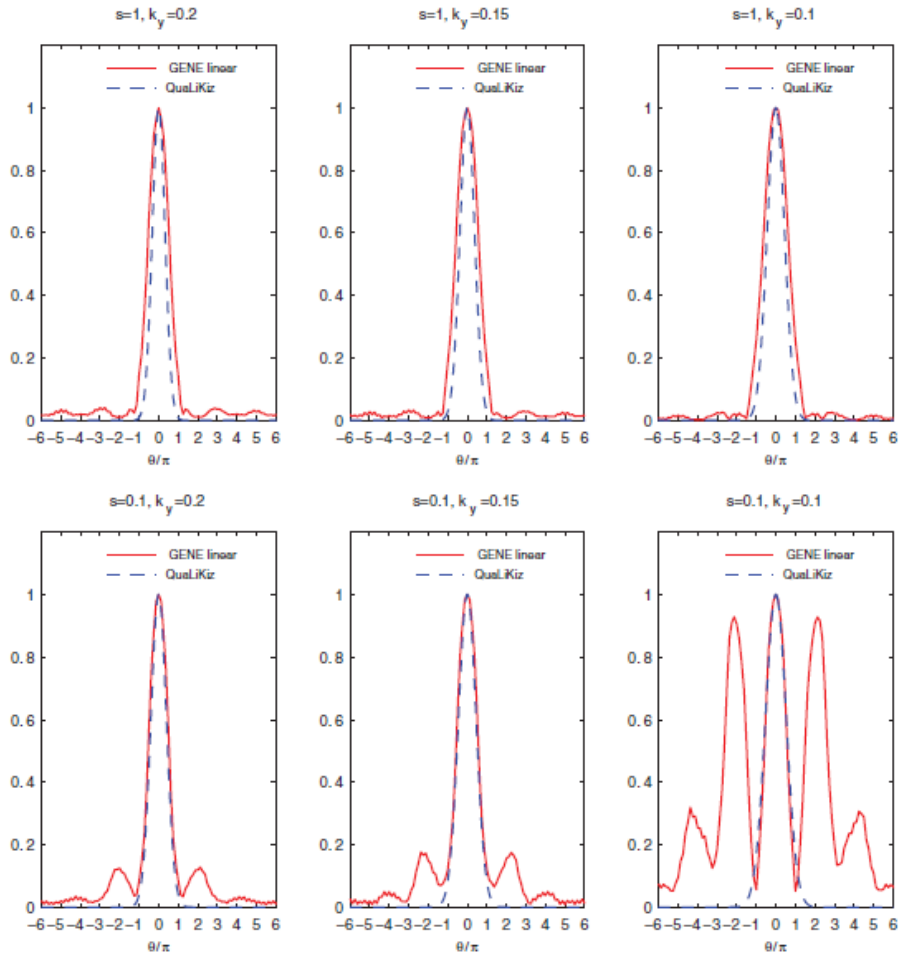 s=1, k_y=0.2
s=1, k_y=0.15
s=1, k_y=0.1
GENE linear
QuaLiKiz
GENE linear
QuaLiKiz
GENE linear
QuaLiKiz
1
0.8
0.6
0.4
0.2
0
1
0.8
0.6
0.4
0.2
0
1
0.8
0.6
0.4
0.2
0
−6−5−4−3−2−1 0 1 2 3 4 5 6
−6−5−4−3−2−1 0 1 2 3 4 5 6
−6−5−4−3−2−1 0 1 2 3 4 5 6
θ/π
θ/π
θ/π
s=0.1, k_y=0.2
s=0.1, k_y=0.15
s=0.1, k_y=0.1
GENE linear
QuaLiKiz
GENE linear
QuaLiKiz
GENE linear
QuaLiKiz
1
0.8
0.6
0.4
0.2
0
1
0.8
0.6
0.4
0.2
0
1
0.8
0.6
0.4
0.2
0
−6−5−4−3−2−1 0 1 2 3 4 5 6
−6−5−4−3−2−1 0 1 2 3 4 5 6
−6−5−4−3−2−1 0 1 2 3 4 5 6
θ/π
θ/π
θ/π